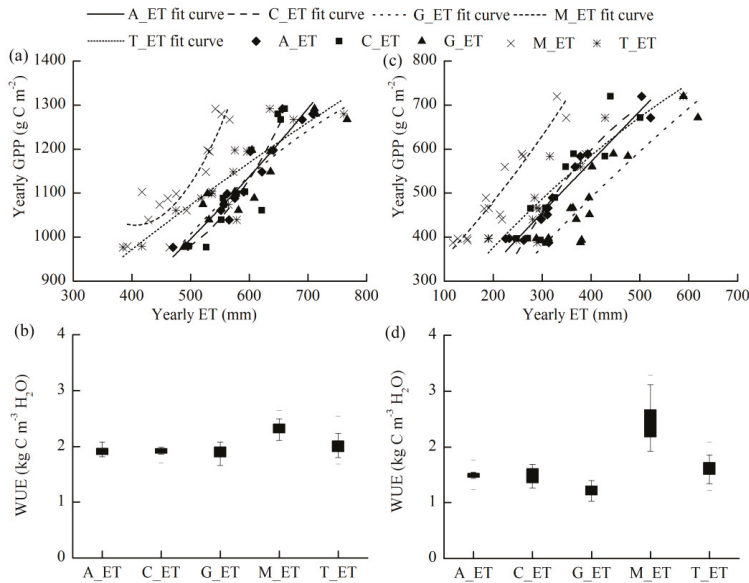 A_ET fit curve C_ET fit curve G_ET fit curve M_ET fit curve
T_ET fit curve A_ET C_ET G_ET M_ET T_ET
(a)
Yearly GPP (g C m-2)
1400
1300
1200
1100
1000
900
300 400 500 600 700 800
Yearly ET (mm)
(c)
Yearly GPP (g C m-2)
800
700
600
500
400
300
100 200 300 400 500 600 700
Yearly ET (mm)
(b)
WUE (kg C m-3 H2O)
4
3
2
1
0
A_ET C_ET G_ET M_ET T_ET
(d)
WUE (kg C m-3 H2O)
4
3
2
1
0
A_ET C_ET G_ET M_ET T_ET